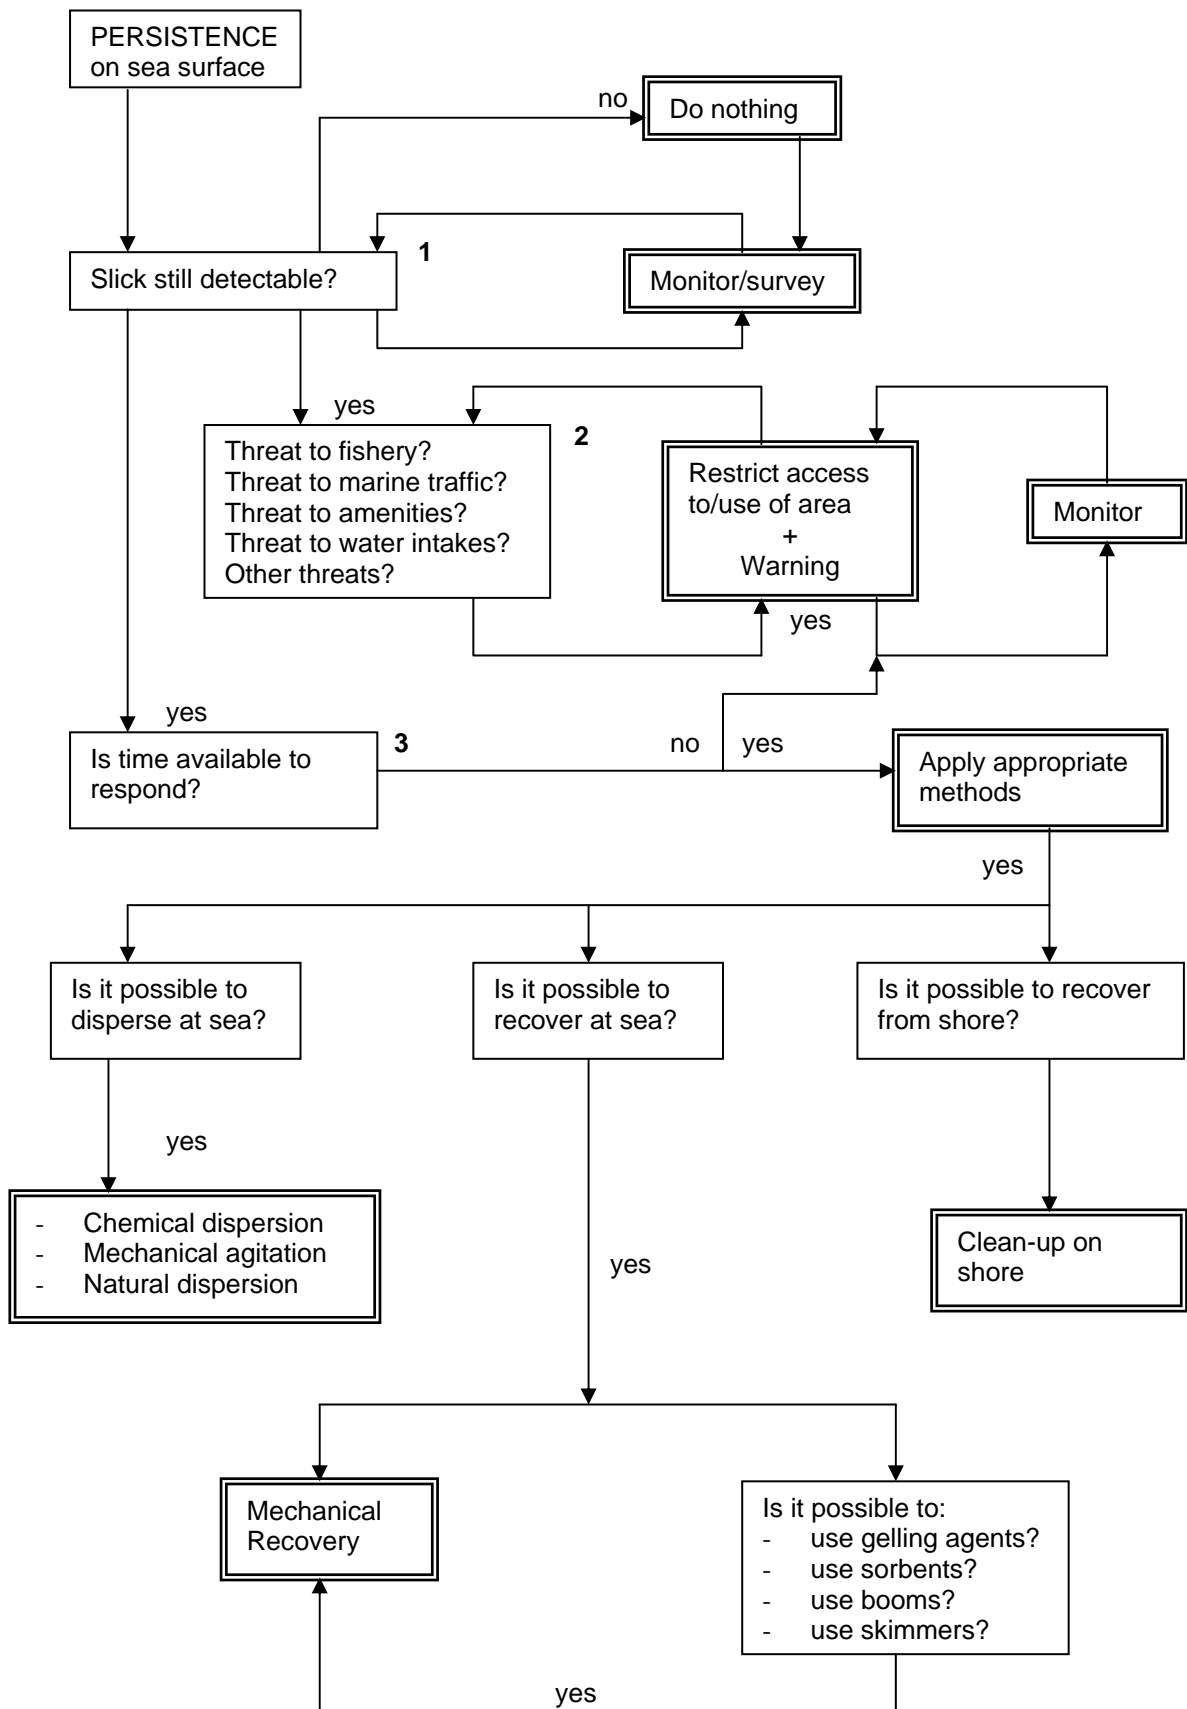 PERSISTENCE
on sea surface
no
Do nothing
1
Slick still detectable?
Monitor/survey
yes
2
Threat to fishery?
Threat to marine traffic?
Threat to amenities?
Threat to water intakes?
Other threats?
Restrict access
to/use of area
+
Warning
Monitor
yes
yes
3
Is time available to
respond?
no
yes
Apply appropriate
methods
yes
Is it possible to
disperse at sea?
Is it possible to
recover at sea?
Is it possible to recover
from shore?
yes
- Chemical dispersion
- Mechanical agitation
- Natural dispersion
yes
Clean-up on
shore
Mechanical
Recovery
Is it possible to:
- use gelling agents?
- use sorbents?
- use booms?
- use skimmers?
yes